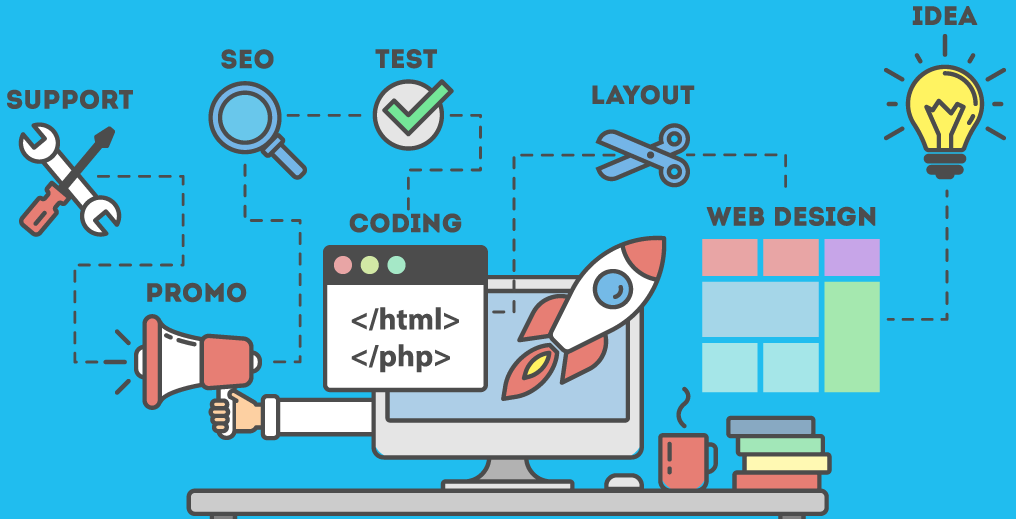 IDEA
SEO
TEST
LAYOUT
SUPPORT
WEB DESIGN
CODING
PROMO
</html>
</php>